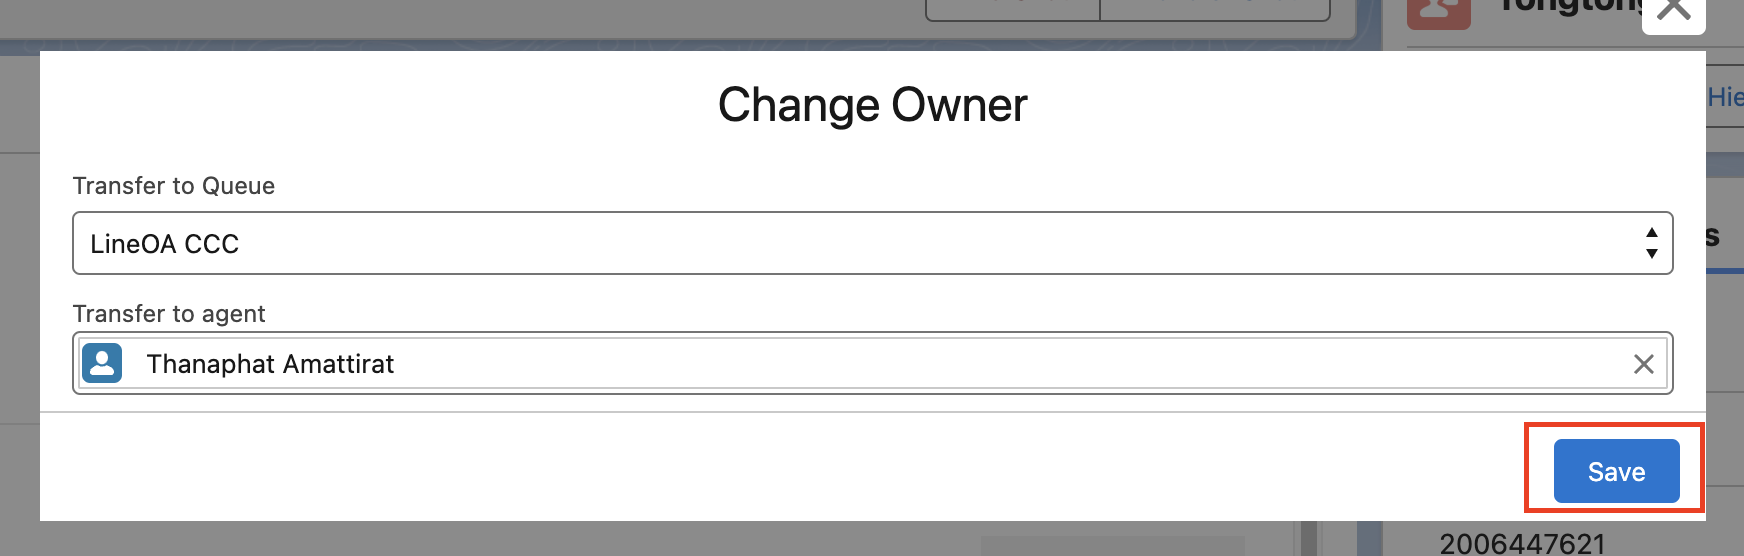 Change Owner
Hie
Transfer to Queue
LineOA CCC
s
Transfer to agent
Thanaphat Amattirat
Save
2006447621